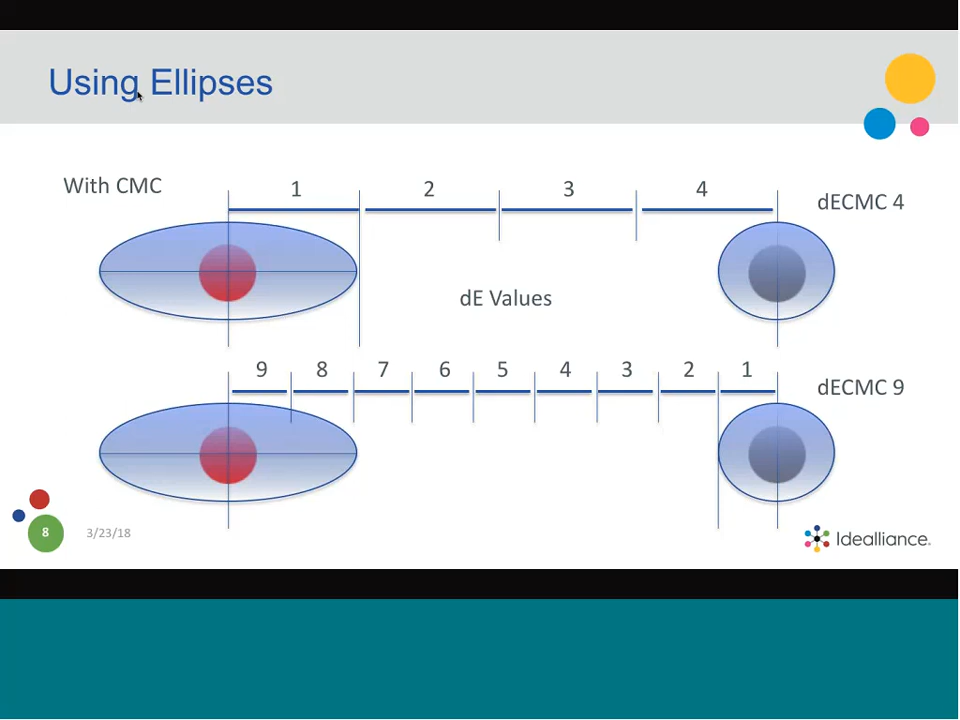 Using Ellipses
With CMC
1 2 3 4
dECMC 4
dE Values
9 8 7 6 5 4 3 2 1
dECMC 9
8
3/23/18
Idealliance.